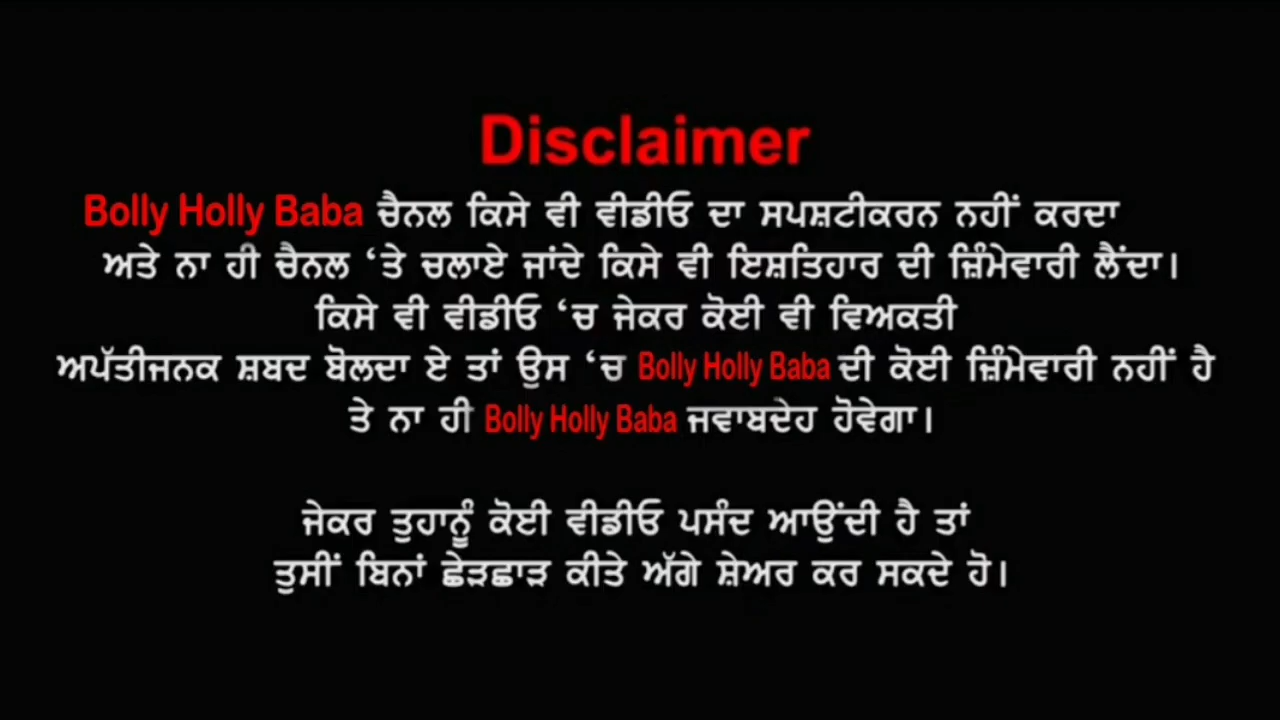 Disclaimer
Bolly Holly Baba ਚੈਨਲ ਕਿਸੇ ਵੀ ਵੀਡੀਓ ਦਾ ਸਪਸ਼ਟੀਕਰਨ ਨਹੀਂ ਕਰਦਾ
ਅਤੇ ਨਾ ਹੀ ਚੈਨਲ ‘ਤੇ ਚਲਾਏ ਜਾਂਦੇ ਕਿਸੇ ਵੀ ਇਸ਼ਤਿਹਾਰ ਦੀ ਜ਼ਿੰਮੇਵਾਰੀ ਲੈਂਦਾ।
ਕਿਸੇ ਵੀ ਵੀਡੀਓ ‘ਚ ਜੇਕਰ ਕੋਈ ਵੀ ਵਿਅਕਤੀ
ਅਪੱਤੀਜਨਕ ਸ਼ਬਦ ਬੋਲਦਾ ਏ ਤਾਂ ਉਸ ‘ਚ Bolly Holly Baba ਦੀ ਕੋਈ ਜ਼ਿੰਮੇਵਾਰੀ ਨਹੀਂ ਹੈ
ਤੇ ਨਾ ਹੀ Bolly Holly Baba ਜਵਾਬਦੇਹ ਹੋਵੇਗਾ।
ਜੇਕਰ ਤੁਹਾਨੂੰ ਕੋਈ ਵੀਡੀਓ ਪਸੰਦ ਆਉਂਦੀ ਹੈ ਤਾਂ
ਤੁਸੀਂ ਬਿਨਾਂ ਛੇੜਛਾੜ ਕੀਤੇ ਅੱਗੇ ਸ਼ੇਅਰ ਕਰ ਸਕਦੇ ਹੋ।